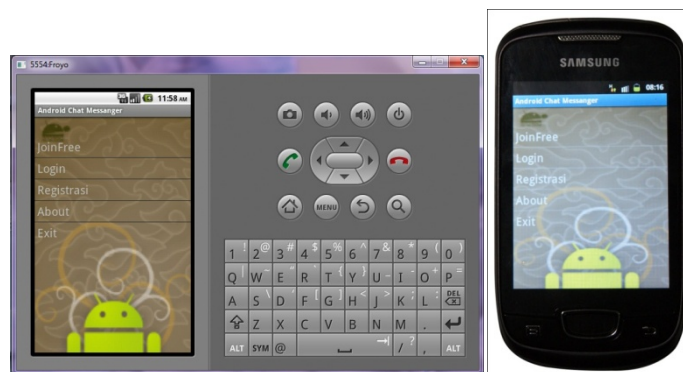 5554:Froyo
11:58 AM
Android Chat Messanger
JoinFree
Login
Registrasi
About
Exit
MENU
1 ! 2 @ 3 # 4 $ 5 % 6 ^ 7 & 8 * 9 ( 0 )
Q W E R T { Y } U I O + P =
A S \ D F [ G ] H < J > K ; L : DEL
Z X C V B N M .
ALT SYM @ / ? , ALT
SAMSUNG
08:16
Android Chat Messanger
JoinFree
Login
Registrasi
About
Exit